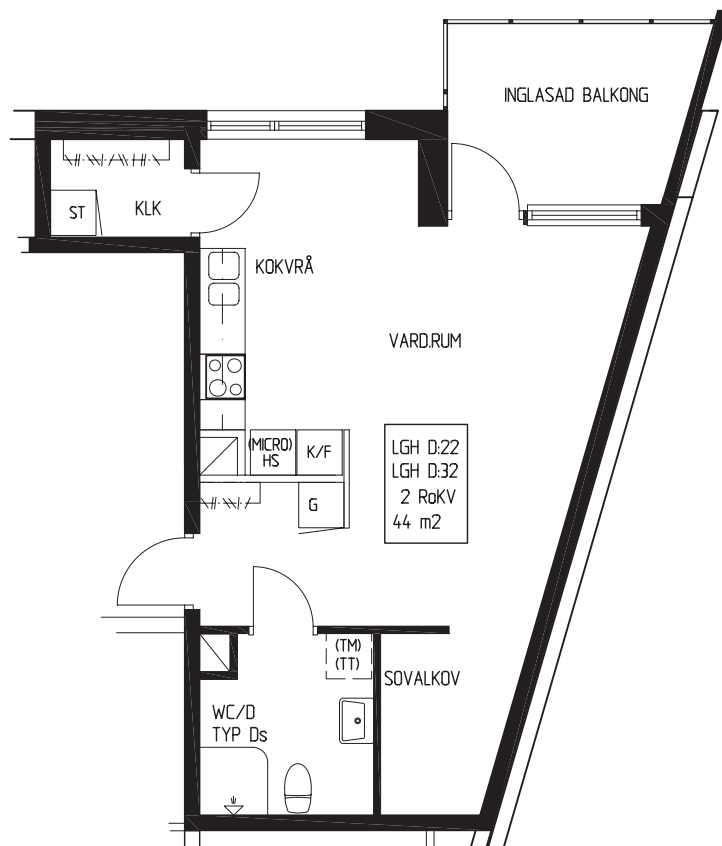 INGLASAD BALKONG
ST
KLK
KOKVRÅ
VARD.RUM
(MICRO)
HS
K/F
LGH D:22
LGH D:32
2 RoKV
44 m2
G
(TM)
(TT)
SOVALKOV
WC/D
TYP Ds